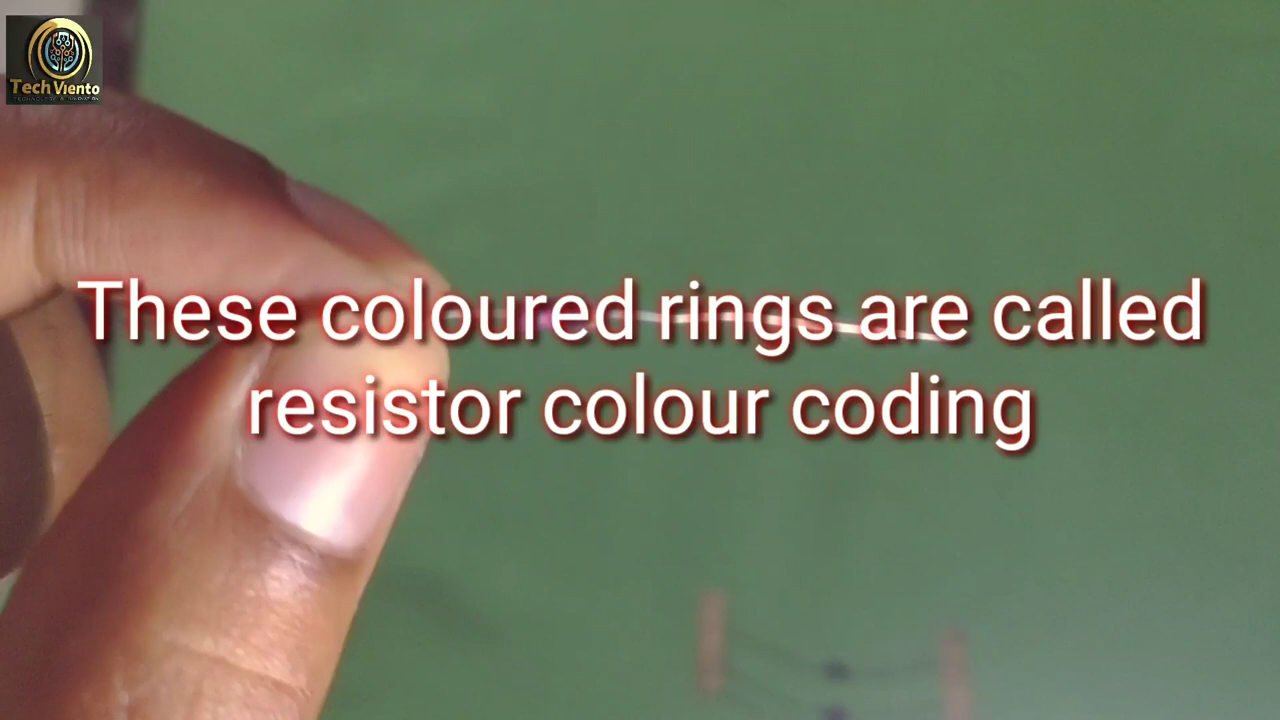 Tech Viento
These coloured rings are called
resistor colour coding